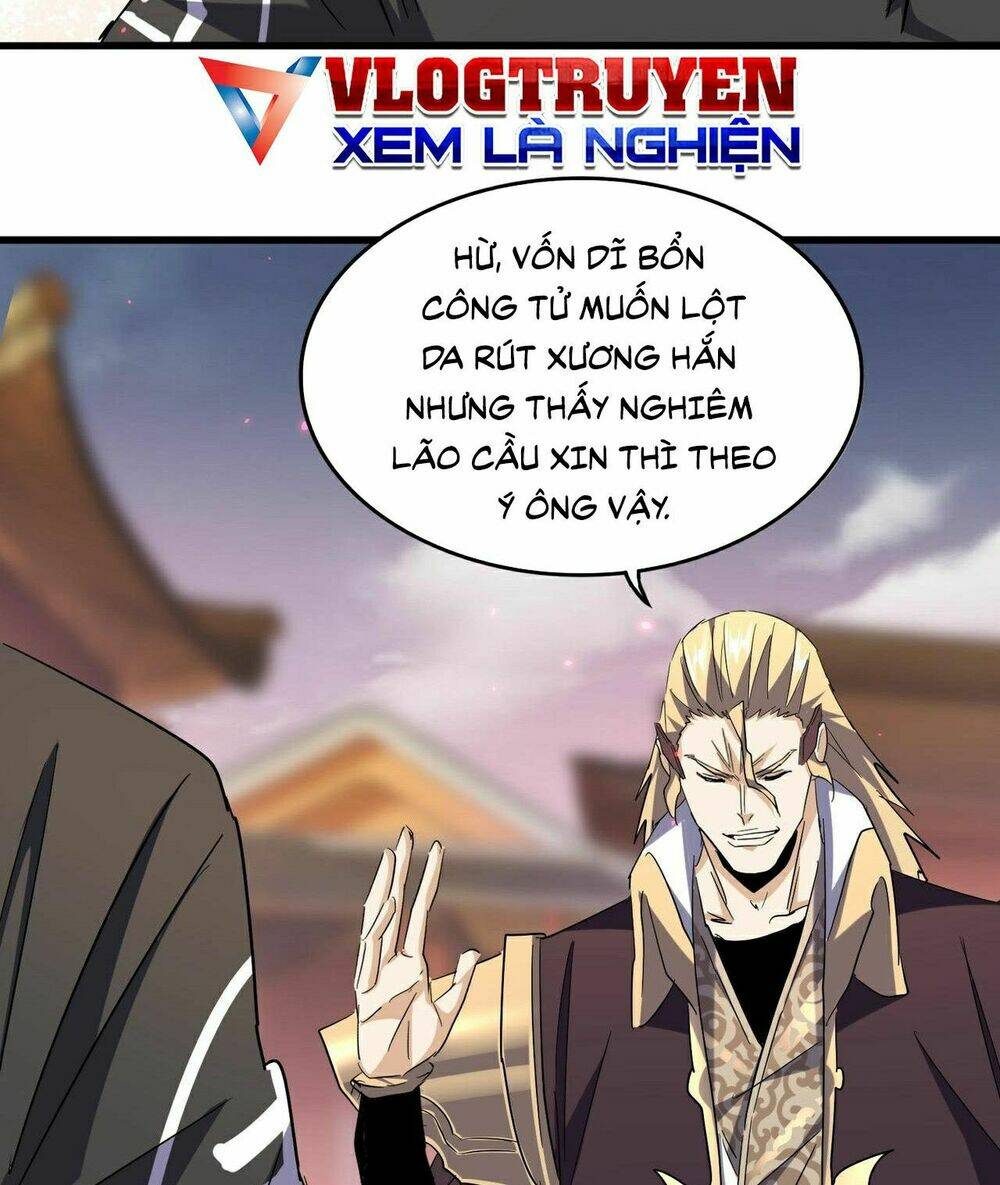 VLOGTRUYEN
XEM LÀ NGHIỆN
HỪ, VỐN DĨ BỔN
CÔNG TỬ MUỐN LỘT
DA RÚT XƯƠNG HẮN
NHƯNG THẤY NGHIÊM
LÃO CẦU XIN THÌ THEO
Ý ÔNG VẬY.